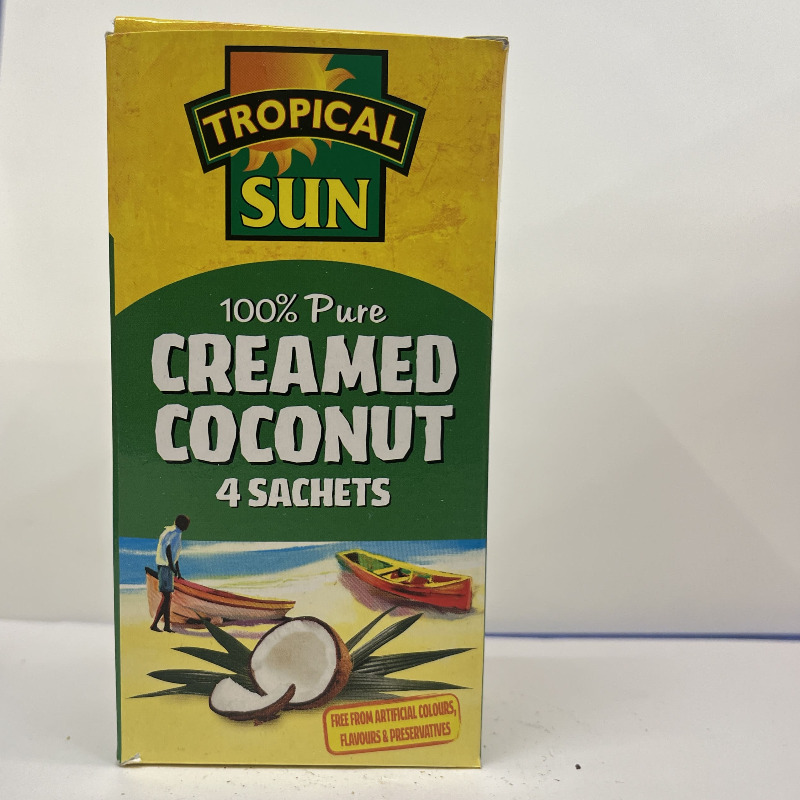 TROPICAL
SUN
100% Pure
CREAMED
COCONUT
4 SACHETS
FREE FROM ARTIFICIAL COLOURS,
FLAVOURS & PRESERVATIVES